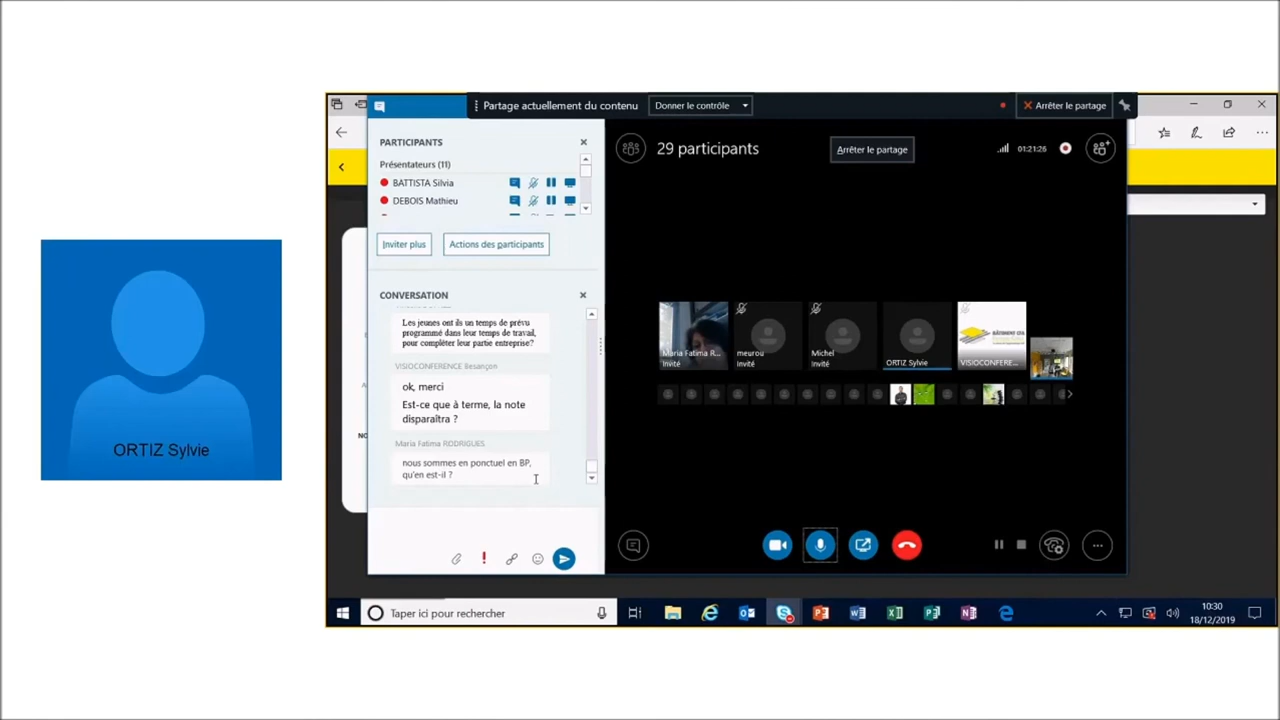 ORTIZ Sylvie
Partage actuellement du contenu
Donner le contrôle
Arrêter le partage
PARTICIPANTS
Présentateurs (11)
BATTISTA Silvia
DEBOIS Mathieu
Inviter plus
Actions des participants
CONVERSATION
Les jeunes ont ils un temps de prévu
programmé dans leur temps de travail,
pour compléter leur partie entreprise?
VISIOCONFERENCE Besançon
ok, merci
Est-ce que à terme, la note
disparaîtra ?
Maria Fatima RODRIGUES
nous sommes en ponctuel en BP,
qu'en est-il ?
29 participants
Arrêter le partage
01:21:26
Maria Fatima R...
Invité
meurou
Invité
Michel
Invité
ORTIZ Sylvie
VISIOCONFERE...
Invité
Taper ici pour rechercher
10:30
18/12/2019